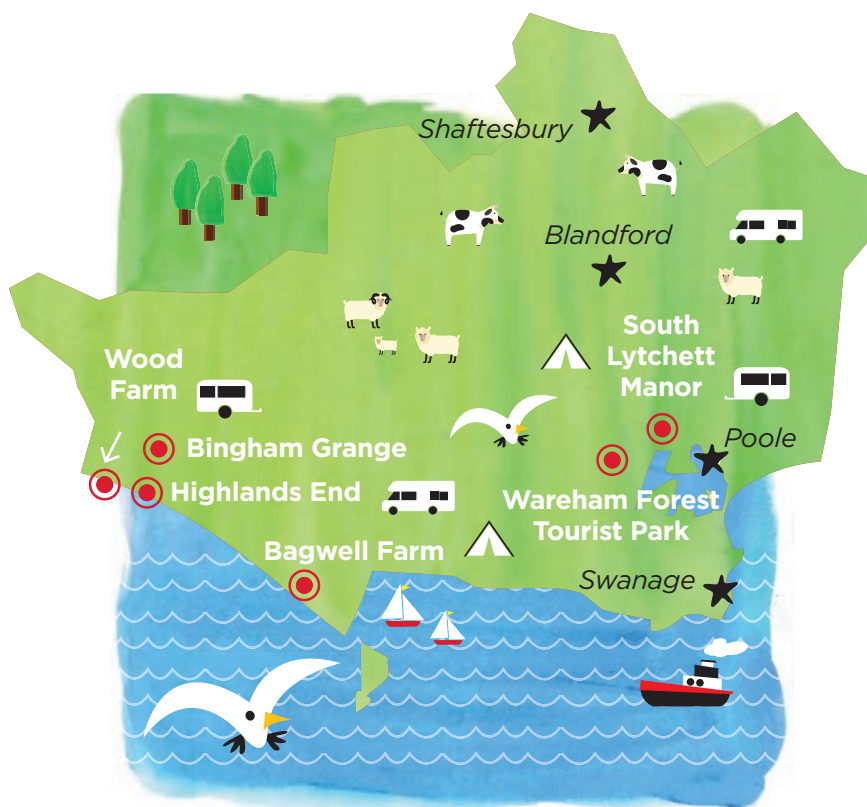 Shaftesbury
Blandford
South
Lytchett
Manor
Wood
Farm
Poole
Bingham Grange
Highlands End
Wareham Forest
Tourist Park
Bagwell Farm
Swanage